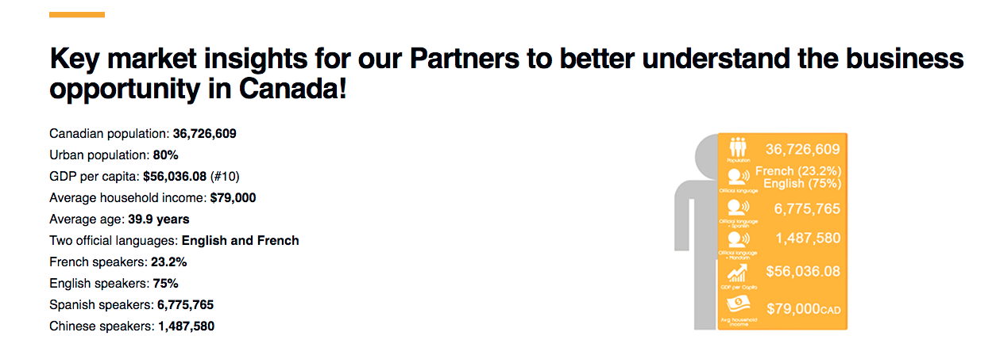 Key market insights for our Partners to better understand the business
opportunity in Canada!
Canadian population: 36,726,609
Urban population: 80%
GDP per capita: $56,036.08 (#10)
Average household income: $79,000
Average age: 39.9 years
Two official languages: English and French
French speakers: 23.2%
English speakers: 75%
Spanish speakers: 6,775,765
Chinese speakers: 1,487,580
36,726,609
Population
French (23.2%)
English (75%)
Official language
6,775,765
Official language
- Spanish
1,487,580
Official language
- Mandarin
$56,036.08
GDP per Capita
$79,000CAD
Avg household
income